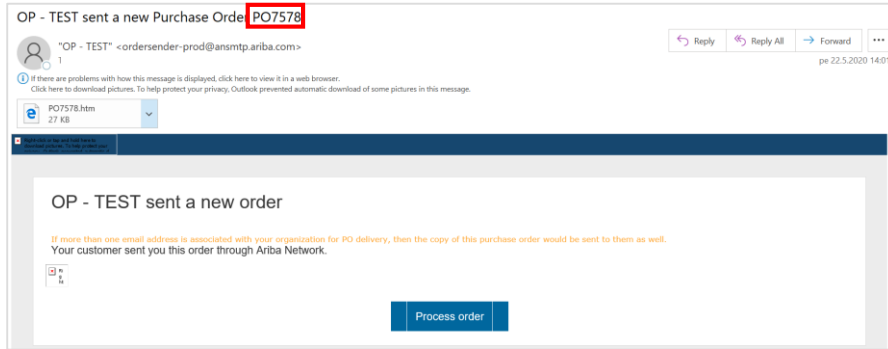 OP - TEST sent a new Purchase Order PO7578
Reply
Reply All
Forward
"OP - TEST" <ordersender-prod@ansmtp.ariba.com>
1
pe 22.5.2020 14:01
If there are problems with how this message is displayed, click here to view it in a web browser.
Click here to download pictures. To help protect your privacy, Outlook prevented automatic download of some pictures in this message.
PO7578.htm
27 KB
OP - TEST sent a new order
If more than one email address is associated with your organization for PO delivery, then the copy of this purchase order would be sent to them as well.
Your customer sent you this order through Ariba Network.
Process order